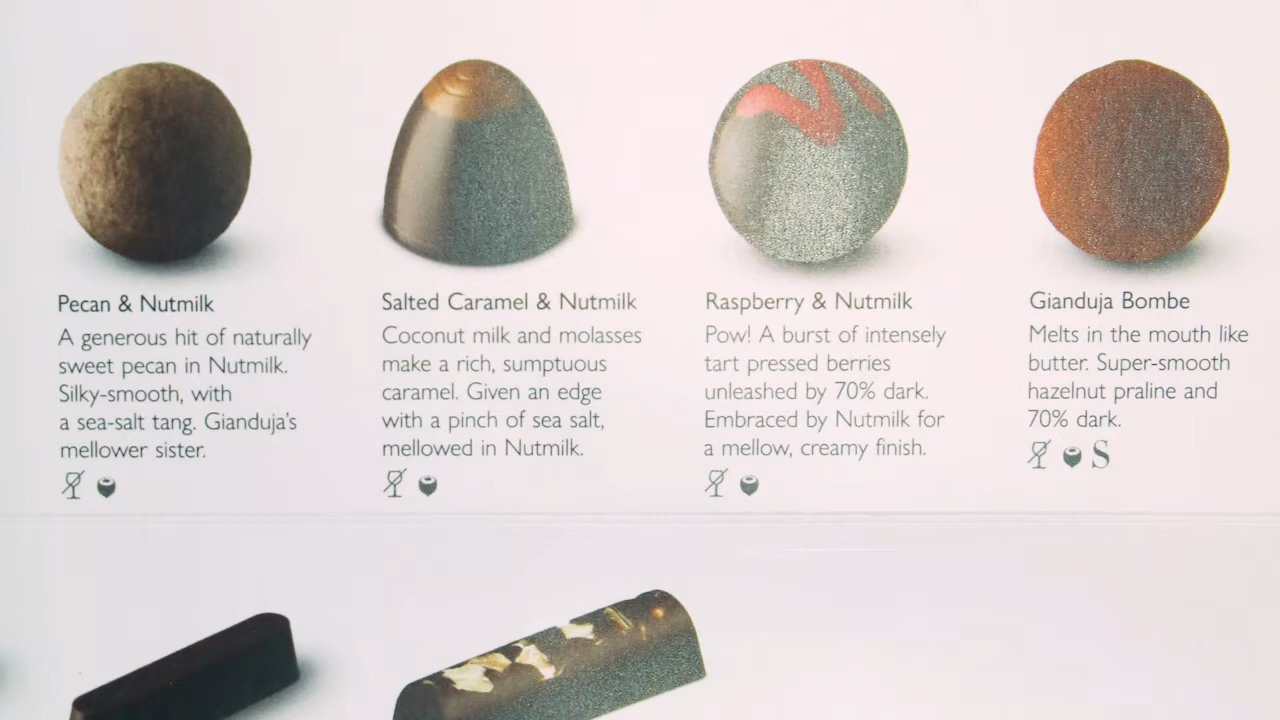 Pecan & Nutmilk
A generous hit of naturally
sweet pecan in Nutmilk.
Silky-smooth, with
a sea-salt tang. Gianduja's
mellower sister.
Salted Caramel & Nutmilk
Coconut milk and molasses
make a rich, sumptuous
caramel. Given an edge
with a pinch of sea salt,
mellowed in Nutmilk.
Raspberry & Nutmilk
Pow! A burst of intensely
tart pressed berries
unleashed by 70% dark.
Embraced by Nutmilk for
a mellow, creamy finish.
Gianduja Bombe
Melts in the mouth like
butter. Super-smooth
hazelnut praline and
70% dark.
S